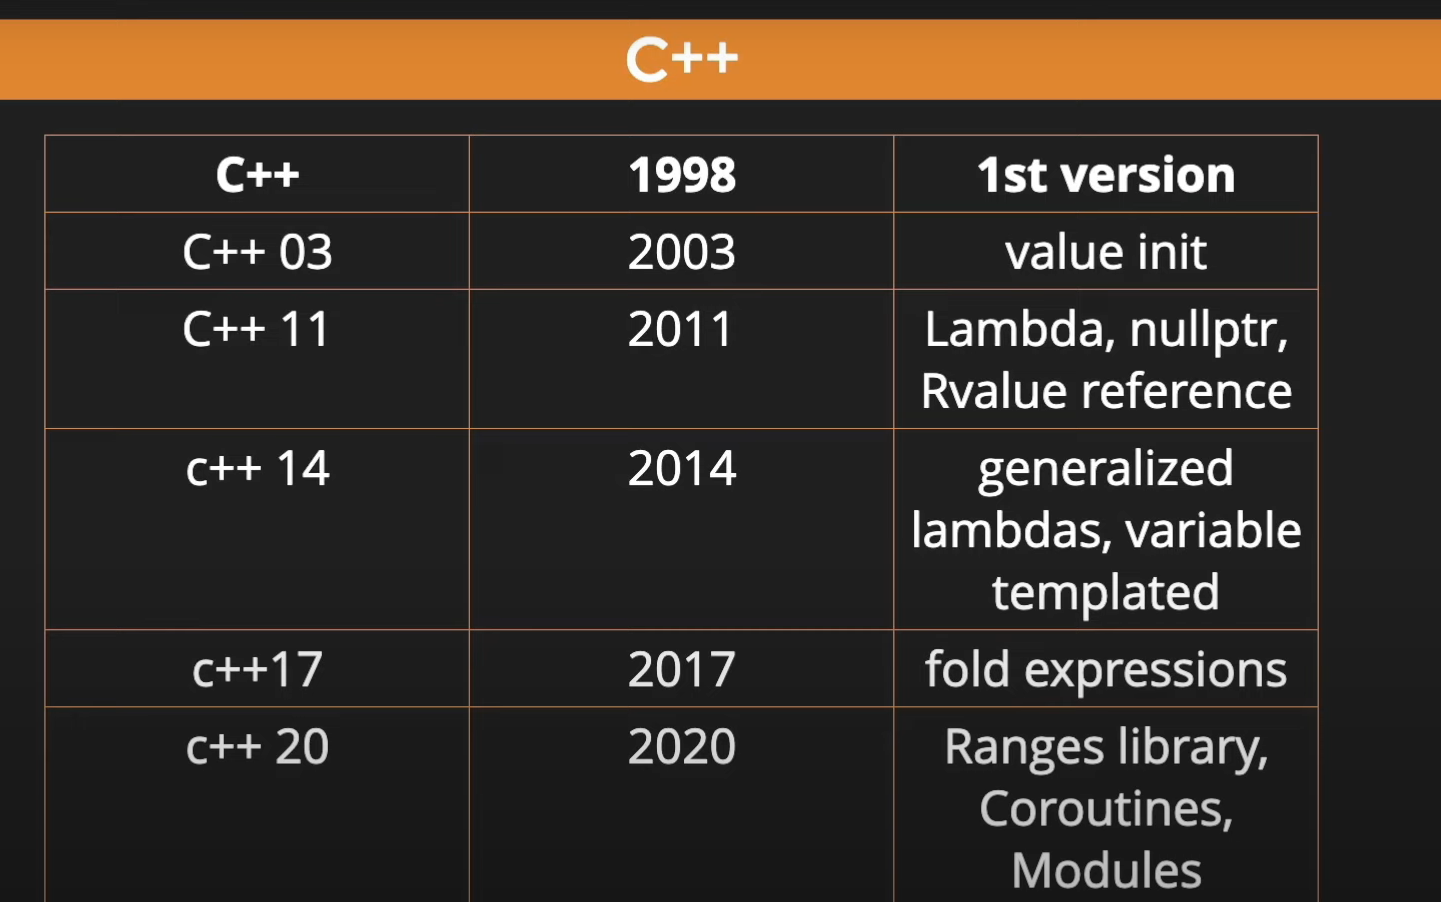 C++
C++ 1998 1st version
C++ 03 2003 value init
C++ 11 2011 Lambda, nullptr,
Rvalue reference
c++ 14 2014 generalized
lambdas, variable
templated
c++17 2017 fold expressions
c++ 20 2020 Ranges library,
Coroutines,
Modules